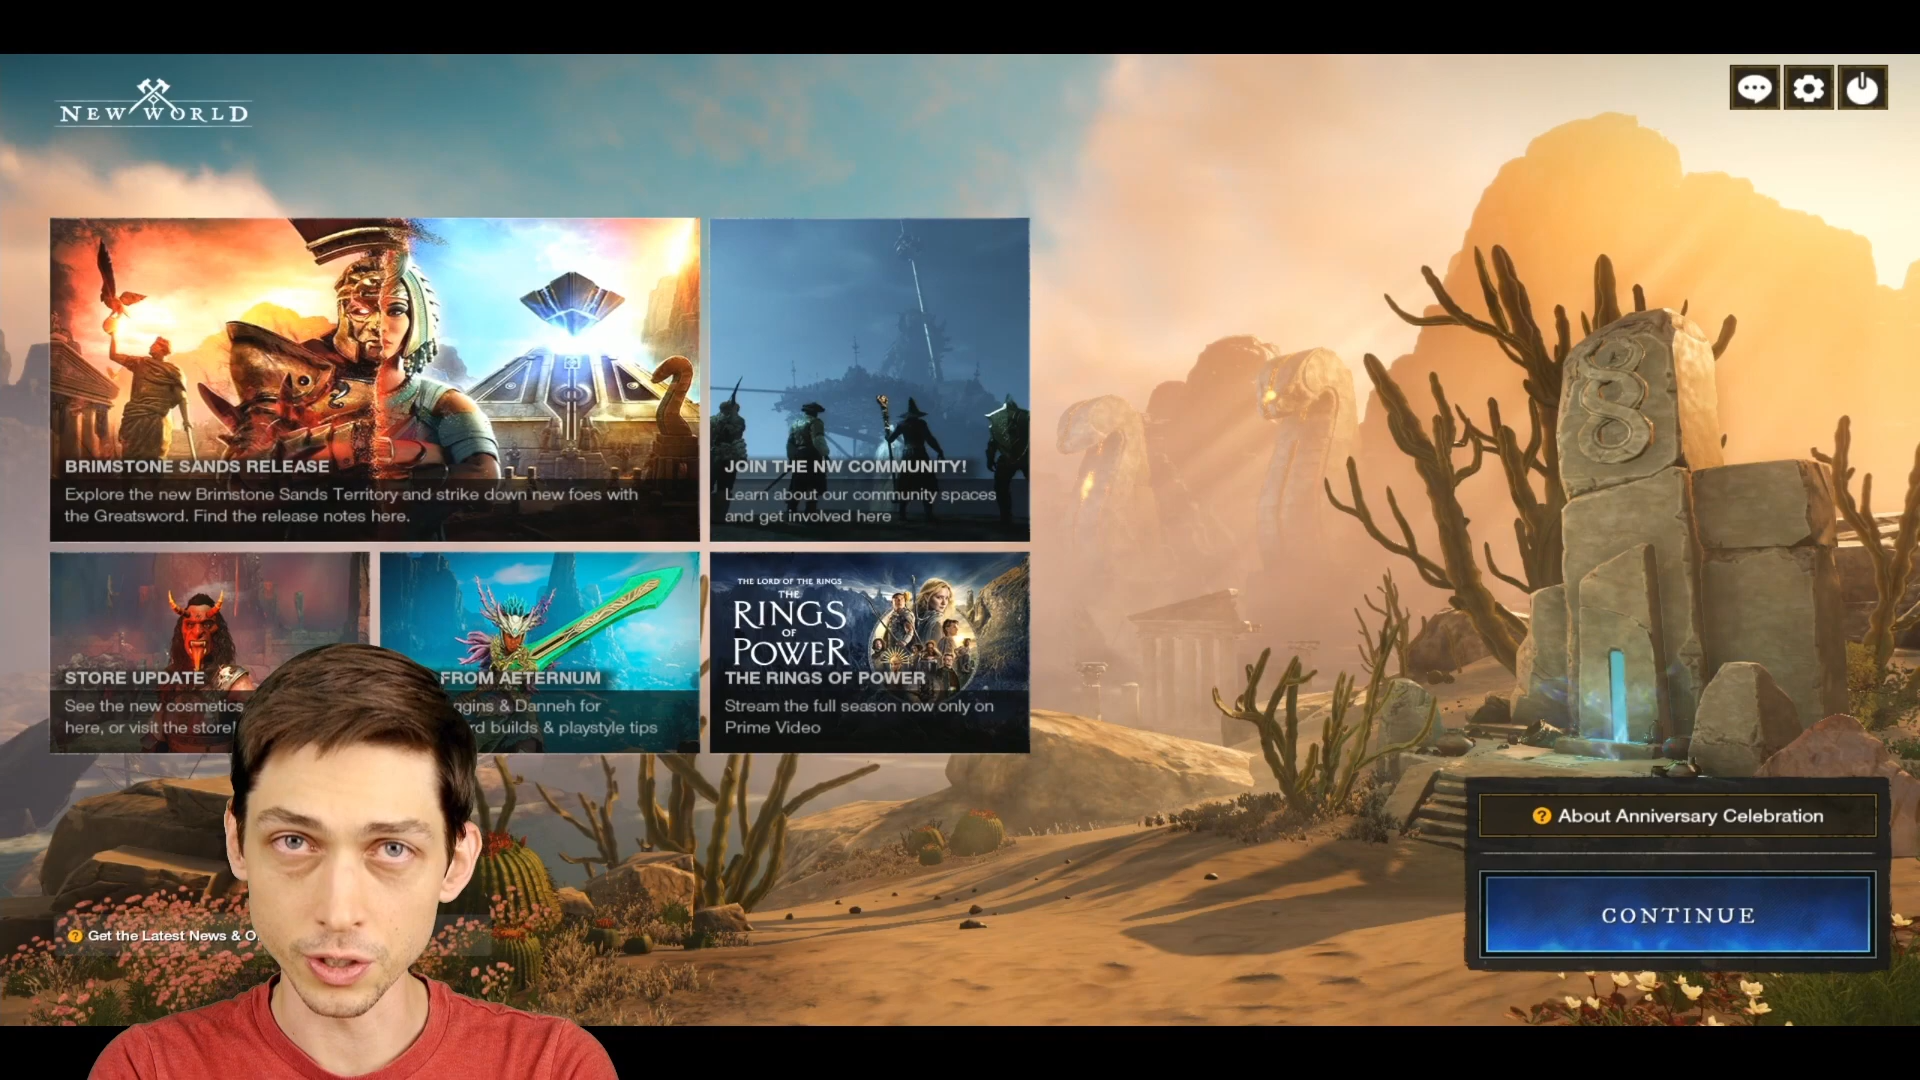 NEW WORLD
BRIMSTONE SANDS RELEASE
Explore the new Brimstone Sands Territory and strike down new foes with
the Greatsword. Find the release notes here.
JOIN THE NW COMMUNITY!
Learn about our community spaces
and get involved here
STORE UPDATE
See the new cosmetics
here, or visit the store!
FROM AETERNUM
& Danneh for
builds & playstyle tips
THE LORD OF THE RINGS
THE
RINGS
OF
POWER
THE RINGS OF POWER
Stream the full season now only on
Prime Video
? About Anniversary Celebration
CONTINUE
? Get the Latest News &